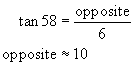 tan 58 = opposite / 6
opposite ≈ 10